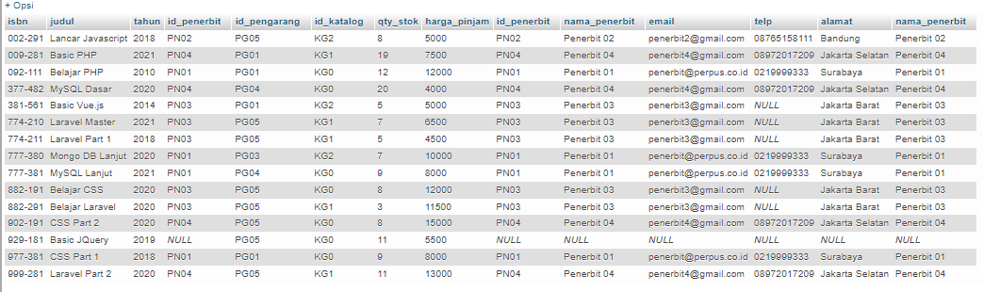 + Opsi
isbn judul tahun id_penerbit id_pengarang id_katalog qty_stok harga_pinjam id_penerbit nama_penerbit email telp alamat nama_penerbit
002-291 Lancar Javascript 2018 PN02 PG05 KG2 8 5000 PN02 Penerbit 02 penerbit2@gmail.com 08765158111 Bandung Penerbit 02
009-281 Basic PHP 2021 PN04 PG01 KG1 19 7500 PN04 Penerbit 04 penerbit4@gmail.com 08972017209 Jakarta Selatan Penerbit 04
092-111 Belajar PHP 2010 PN01 PG01 KG0 12 12000 PN01 Penerbit 01 penerbit@perpus.co.id 0219999333 Surabaya Penerbit 01
377-482 MySQL Dasar 2020 PN04 PG04 KG0 20 4000 PN04 Penerbit 04 penerbit4@gmail.com 08972017209 Jakarta Selatan Penerbit 04
381-561 Basic Vue.js 2014 PN03 PG01 KG2 5 5000 PN03 Penerbit 03 penerbit3@gmail.com NULL Jakarta Barat Penerbit 03
774-210 Laravel Master 2021 PN03 PG05 KG1 7 6500 PN03 Penerbit 03 penerbit3@gmail.com NULL Jakarta Barat Penerbit 03
774-211 Laravel Part 1 2018 PN03 PG05 KG1 5 4500 PN03 Penerbit 03 penerbit3@gmail.com NULL Jakarta Barat Penerbit 03
777-380 Mongo DB Lanjut 2020 PN01 PG03 KG2 7 10000 PN01 Penerbit 01 penerbit@perpus.co.id 0219999333 Surabaya Penerbit 01
777-381 MySQL Lanjut 2021 PN01 PG04 KG0 9 8000 PN01 Penerbit 01 penerbit@perpus.co.id 0219999333 Surabaya Penerbit 01
882-191 Belajar CSS 2020 PN03 PG05 KG0 8 12000 PN03 Penerbit 03 penerbit3@gmail.com NULL Jakarta Barat Penerbit 03
882-291 Belajar Laravel 2020 PN03 PG05 KG1 3 11500 PN03 Penerbit 03 penerbit3@gmail.com NULL Jakarta Barat Penerbit 03
902-191 CSS Part 2 2020 PN04 PG05 KG0 8 15000 PN04 Penerbit 04 penerbit4@gmail.com 08972017209 Jakarta Selatan Penerbit 04
929-181 Basic JQuery 2019 NULL PG05 KG0 11 5500 NULL NULL NULL NULL NULL NULL
977-381 CSS Part 1 2018 PN01 PG01 KG0 9 8000 PN01 Penerbit 01 penerbit@perpus.co.id 0219999333 Surabaya Penerbit 01
999-281 Laravel Part 2 2020 PN04 PG05 KG1 11 13000 PN04 Penerbit 04 penerbit4@gmail.com 08972017209 Jakarta Selatan Penerbit 04